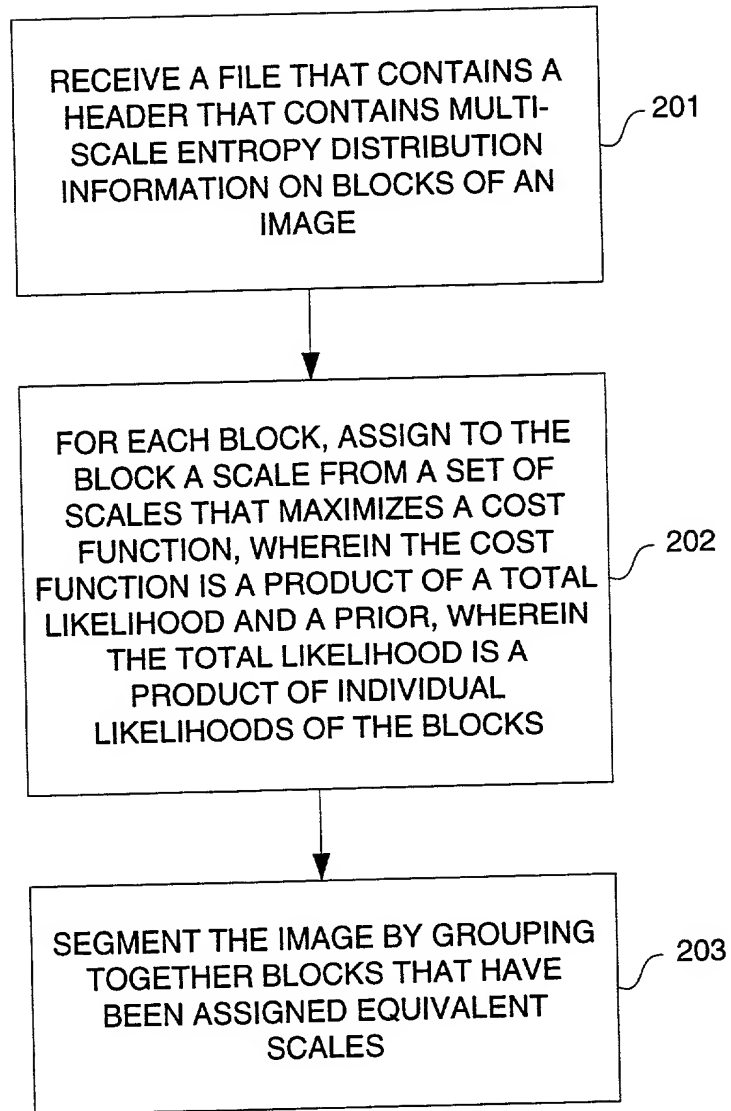 RECEIVE A FILE THAT CONTAINS A
HEADER THAT CONTAINS MULTI-
SCALE ENTROPY DISTRIBUTION
INFORMATION ON BLOCKS OF AN
IMAGE
201
FOR EACH BLOCK, ASSIGN TO THE
BLOCK A SCALE FROM A SET OF
SCALES THAT MAXIMIZES A COST
FUNCTION, WHEREIN THE COST
FUNCTION IS A PRODUCT OF A TOTAL
LIKELIHOOD AND A PRIOR, WHEREIN
THE TOTAL LIKELIHOOD IS A
PRODUCT OF INDIVIDUAL
LIKELIHOODS OF THE BLOCKS
202
SEGMENT THE IMAGE BY GROUPING
TOGETHER BLOCKS THAT HAVE
BEEN ASSIGNED EQUIVALENT
SCALES
203